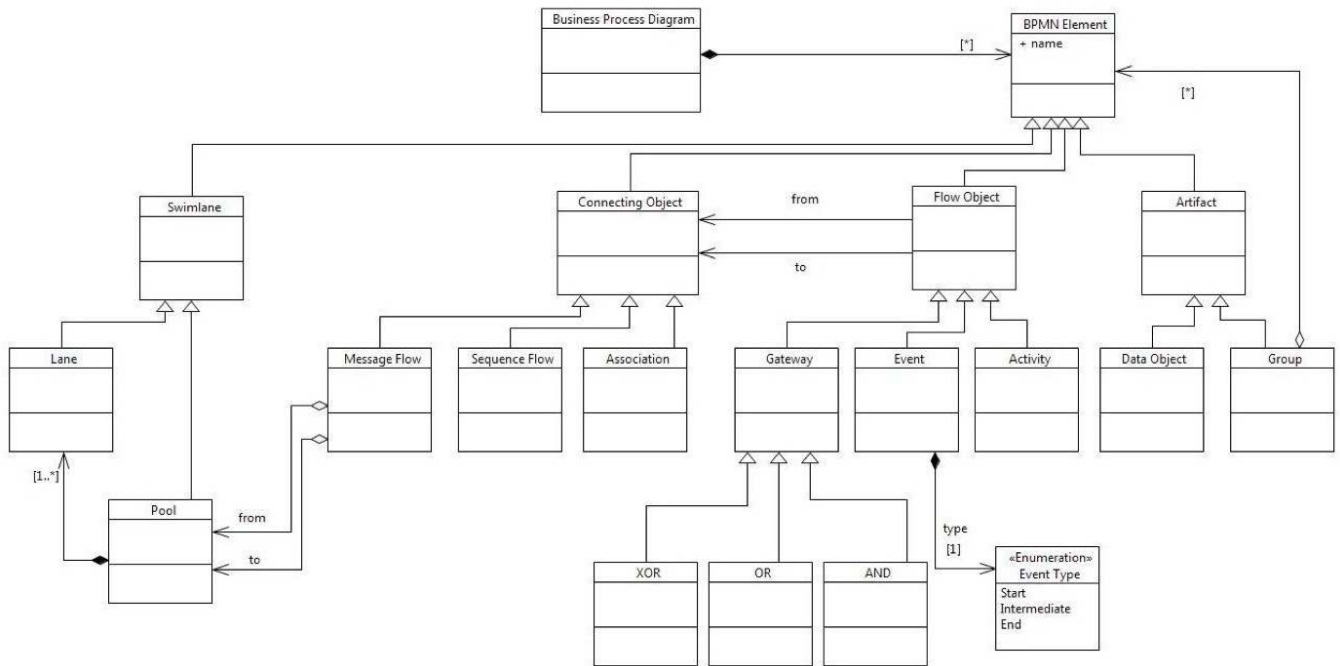 Business Process Diagram
BPMN Element
+ name
[*]
[*]
Swimlane
Connecting Object
from
to
Flow Object
Artifact
Lane
Message Flow
Sequence Flow
Association
Gateway
Event
Activity
Data Object
Group
[1..*]
Pool
from
to
type
[1]
XOR
OR
AND
«Enumeration»
Event Type
Start
Intermediate
End